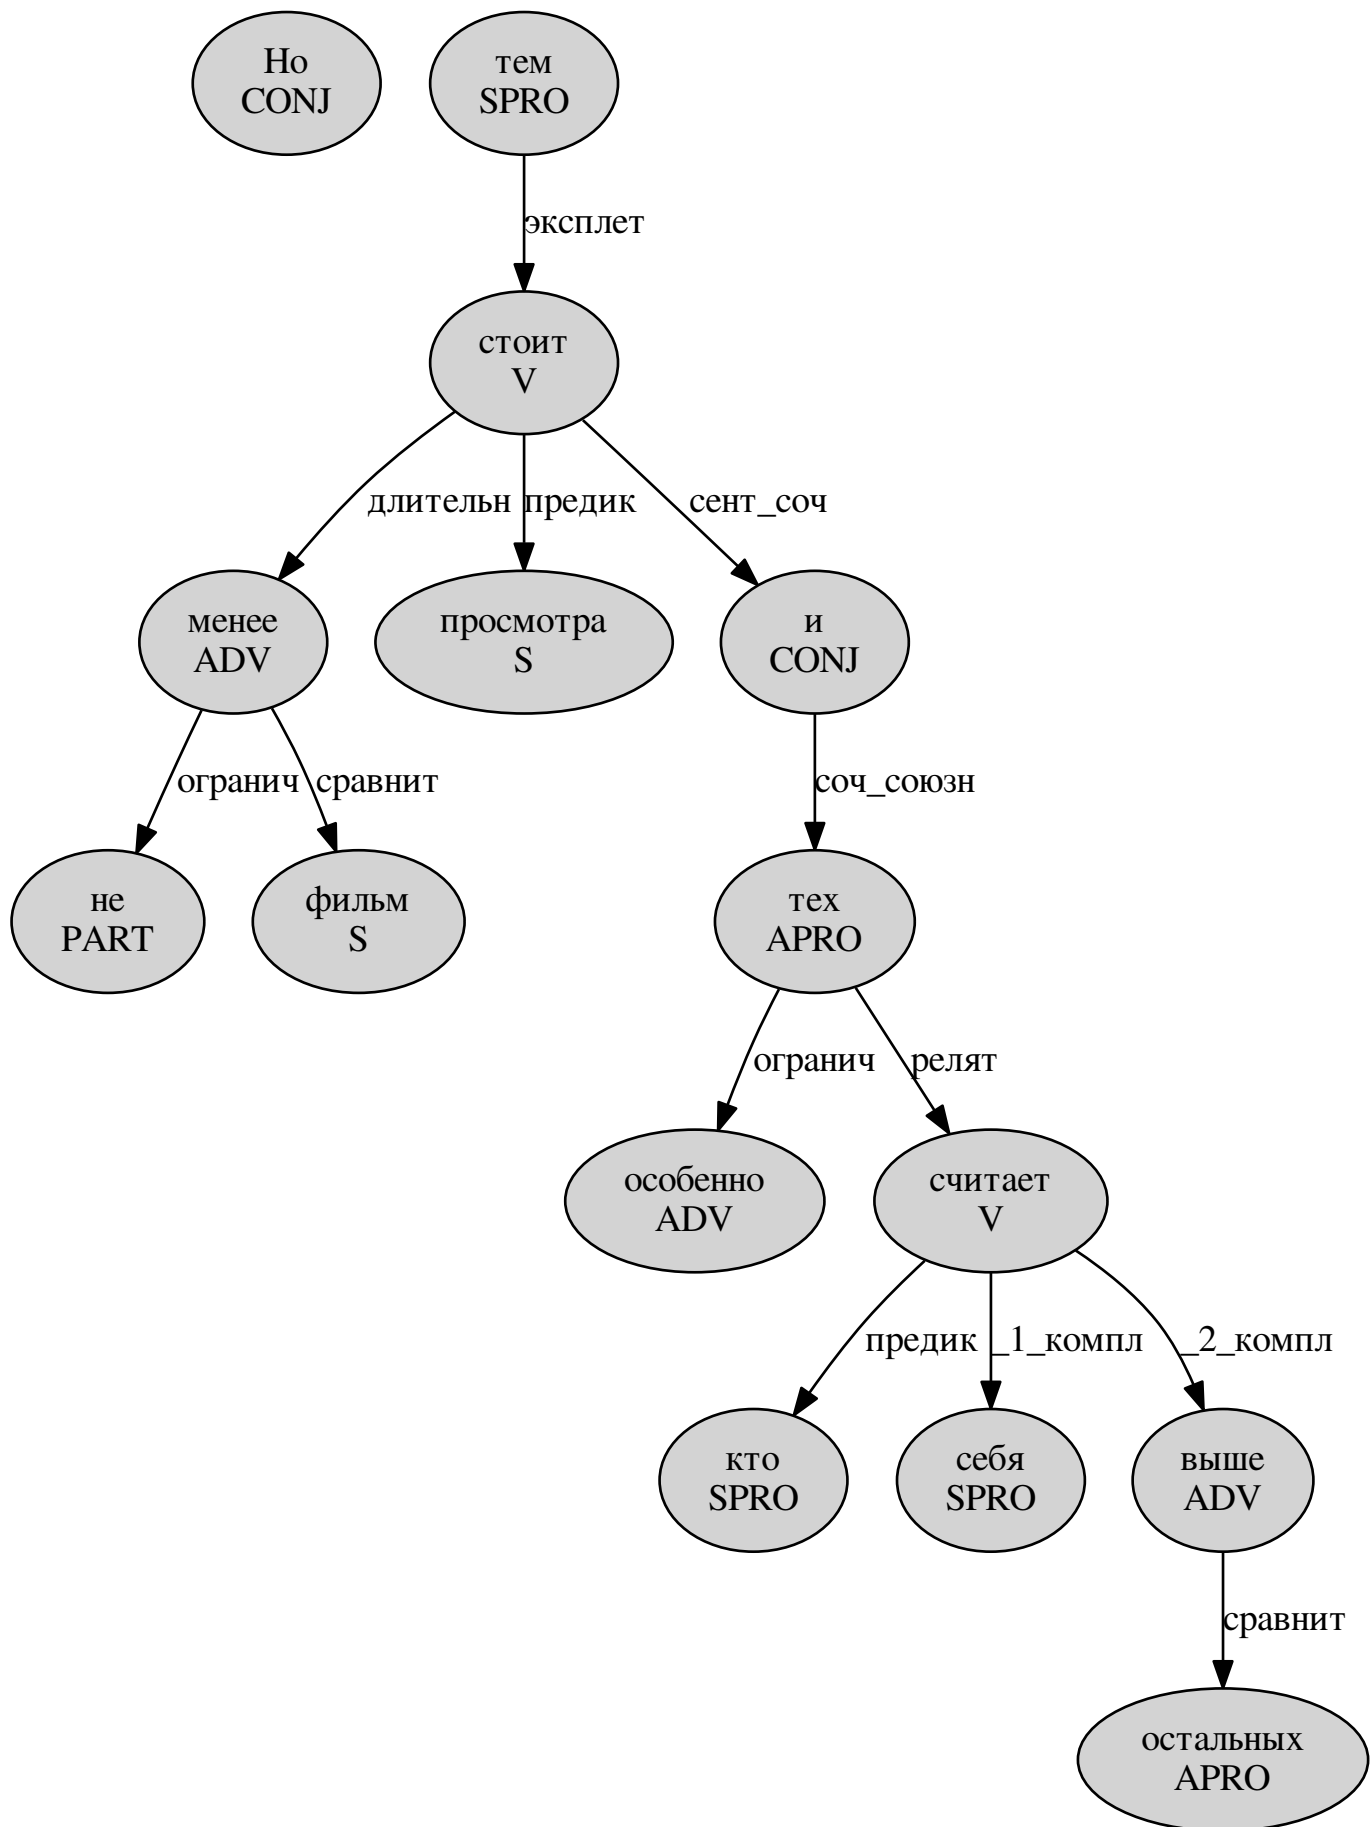 Но
CONJ
тем
SPRO
эксплет
стоит
V
длительн
предик
сент_соч
менее
ADV
просмотра
S
и
CONJ
огранич
сравнит
соч_союзн
не
PART
фильм
S
тех
APRO
огранич
релят
особенно
ADV
считает
V
предик
_1_компл
_2_компл
кто
SPRO
себя
SPRO
выше
ADV
сравнит
остальных
APRO